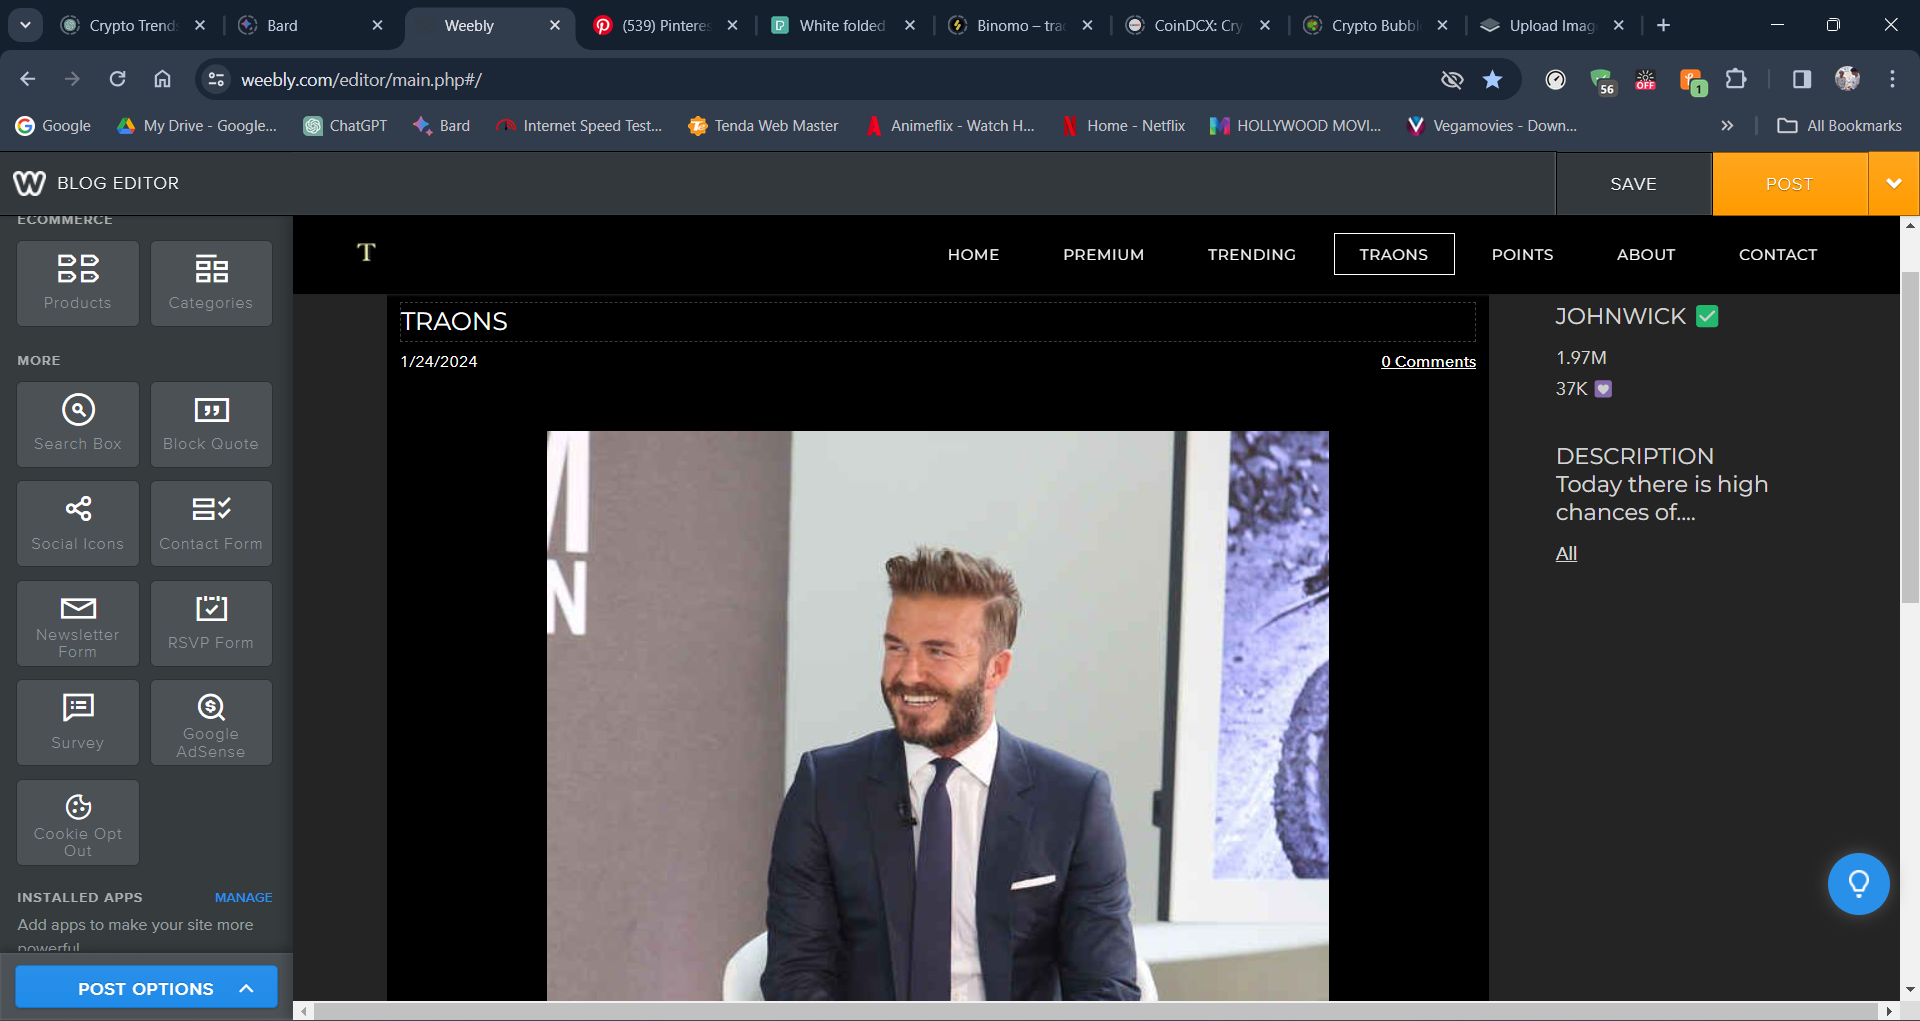 Crypto Trend
Bard
Weebly
(539) Pinteres
White folded
Binomo – tra
CoinDCX: Cry
Crypto Bubbl
Upload Imag
weebly.com/editor/main.php#/
56
OFF
1
Google
My Drive - Google...
ChatGPT
Bard
Internet Speed Test...
Tenda Web Master
Animeflix - Watch H...
Home - Netflix
HOLLYWOOD MOVI...
Vegamovies - Down...
All Bookmarks
BLOG EDITOR
SAVE
POST
ECOMMERCE
Products
Categories
MORE
Search Box
Block Quote
Social Icons
Contact Form
Newsletter
Form
RSVP Form
Survey
Google
AdSense
Cookie Opt
Out
INSTALLED APPS
MANAGE
Add apps to make your site more
powerful
POST OPTIONS
T
HOME
PREMIUM
TRENDING
TRAONS
POINTS
ABOUT
CONTACT
TRAONS
1/24/2024
0 Comments
M
N
JOHNWICK
1.97M
37K
DESCRIPTION
Today there is high
chances of....
All